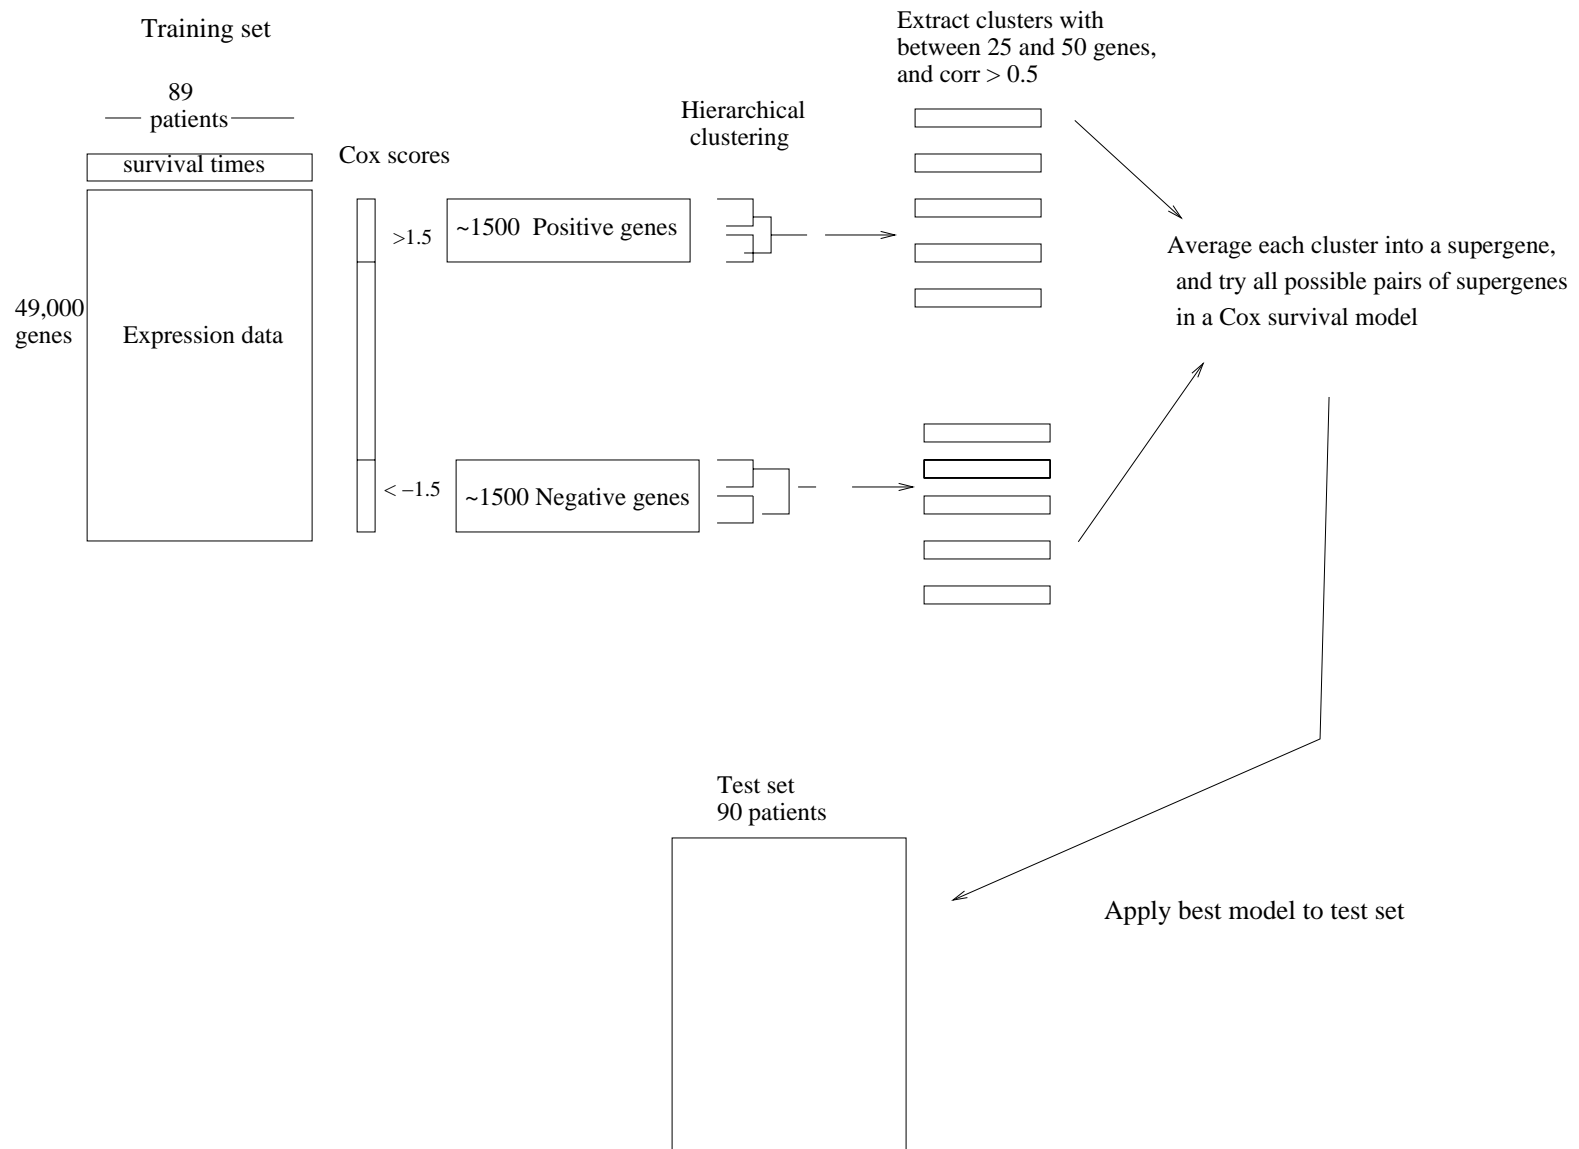 Training set
89
patients
survival times
49,000
genes
Expression data
Cox scores
>1.5
~1500 Positive genes
< −1.5
~1500 Negative genes
Hierarchical
clustering
Extract clusters with
between 25 and 50 genes,
and corr > 0.5
Average each cluster into a supergene,
and try all possible pairs of supergenes
in a Cox survival model
Test set
90 patients
Apply best model to test set